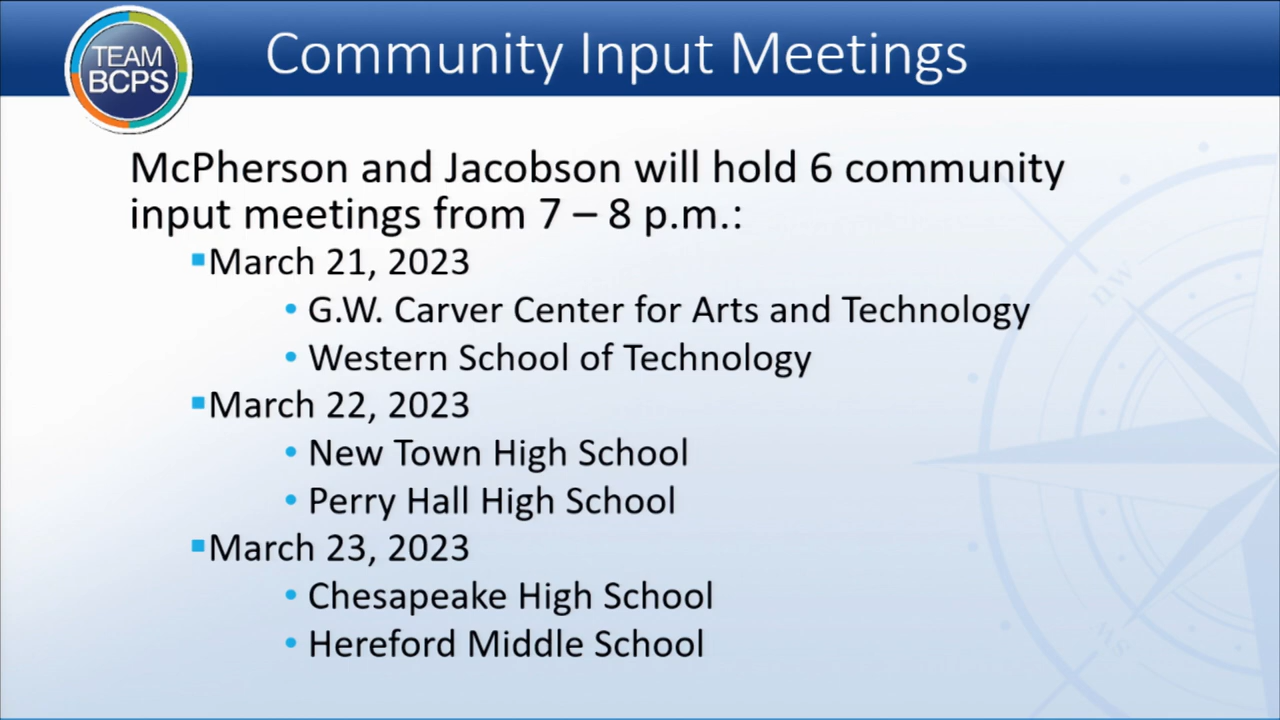 TEAM
BCPS
Community Input Meetings
McPherson and Jacobson will hold 6 community
input meetings from 7 – 8 p.m.:
▪March 21, 2023
• G.W. Carver Center for Arts and Technology
• Western School of Technology
▪March 22, 2023
• New Town High School
• Perry Hall High School
▪March 23, 2023
• Chesapeake High School
• Hereford Middle School